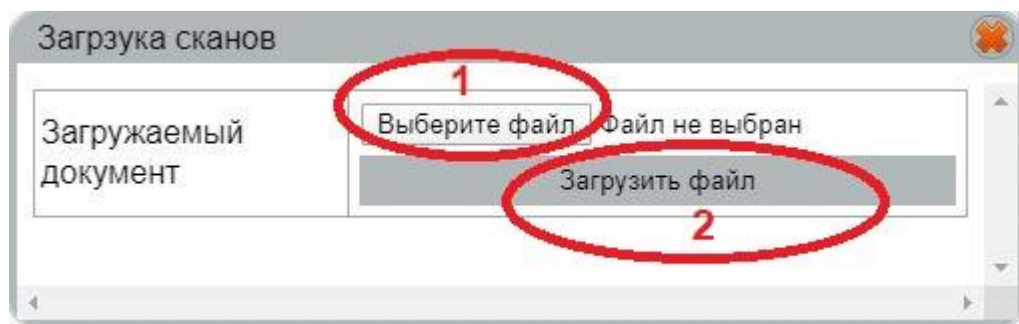 Загрзука сканов
1
Выберите файл Файл не выбран
Загружаемый
документ
Загрузить файл
2